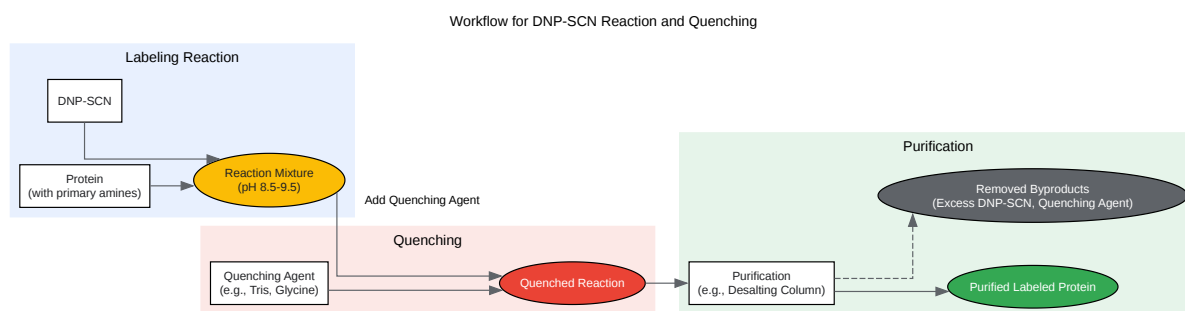 Workflow for DNP-SCN Reaction and Quenching
Labeling Reaction
DNP-SCN
Protein
(with primary amines)
Reaction Mixture
(pH 8.5-9.5)
Add Quenching Agent
Quenching
Quenching Agent
(e.g., Tris, Glycine)
Quenched Reaction
Purification
Removed Byproducts
(Excess DNP-SCN, Quenching Agent)
Purification
(e.g., Desalting Column)
Purified Labeled Protein